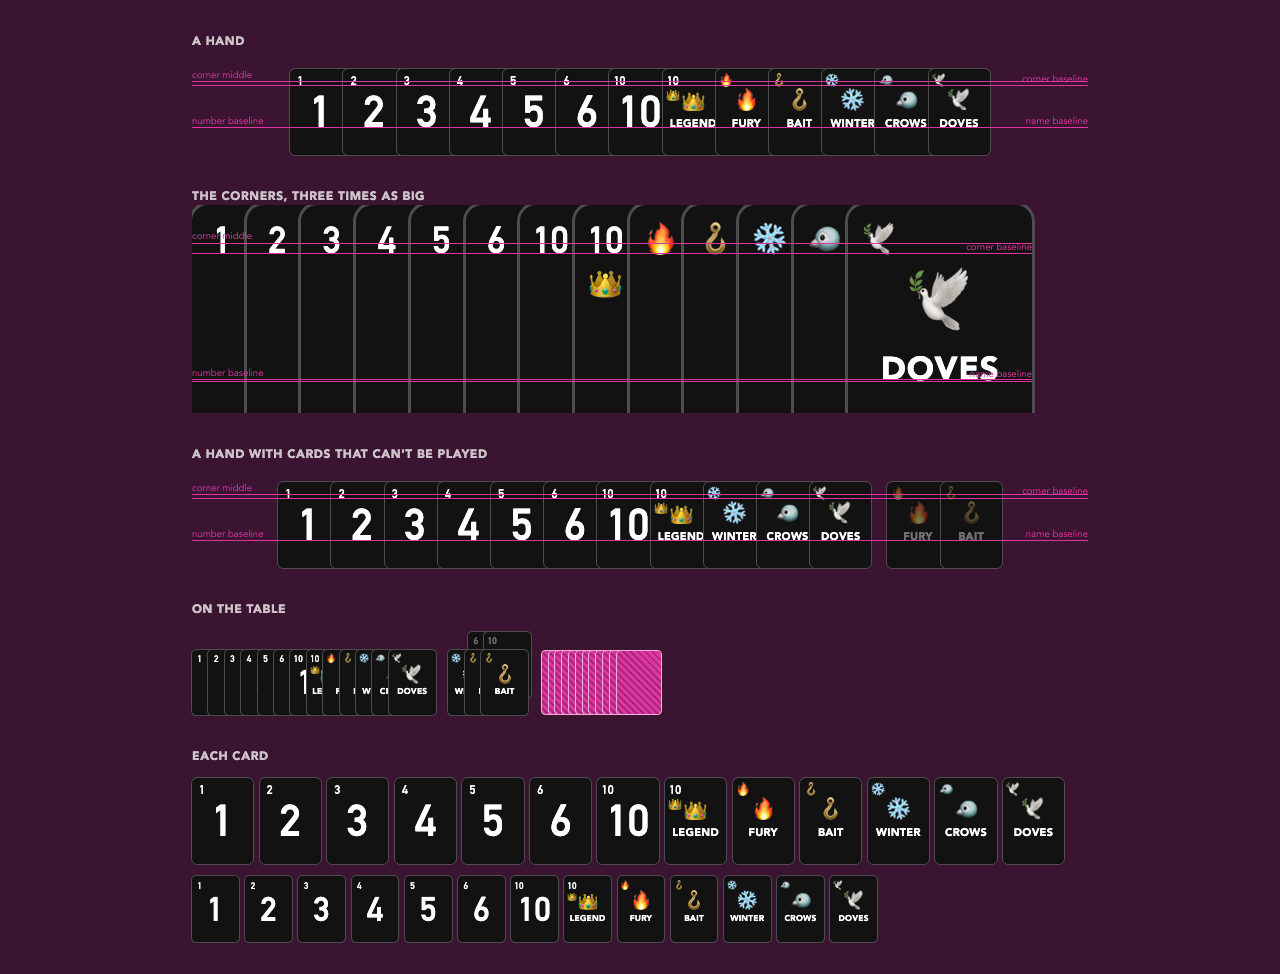 A HAND
corner middle
corner baseline
1 2 3 4 5 6 10 10
1 2 3 4 5 6 10 LEGEND FURY BAIT WINTER CROWS DOVES
number baseline
name baseline
THE CORNERS, THREE TIMES AS BIG
corner middle
1 2 3 4 5 6 10 10
corner baseline
DOVES
number baseline
name baseline
A HAND WITH CARDS THAT CAN'T BE PLAYED
corner middle
corner baseline
1 2 3 4 5 6 10 10
1 2 3 4 5 6 10 LEGEND WINTER CROWS DOVES FURY BAIT
number baseline
name baseline
ON THE TABLE
6 10
1 2 3 4 5 6 10 10
1 LE F I W CI DOVES W I BAIT
EACH CARD
1 2 3 4 5 6 10 10
1 2 3 4 5 6 10 LEGEND FURY BAIT WINTER CROWS DOVES
1 2 3 4 5 6 10 10
1 2 3 4 5 6 10 LEGEND FURY BAIT WINTER CROWS DOVES